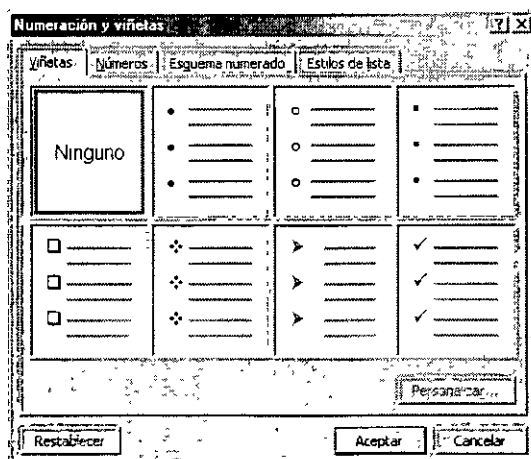 Numeración y viñetas
Viñetas Números Esquema numerado Estilos de lista
Ninguno
Personalizar...
Restablecer Aceptar Cancelar